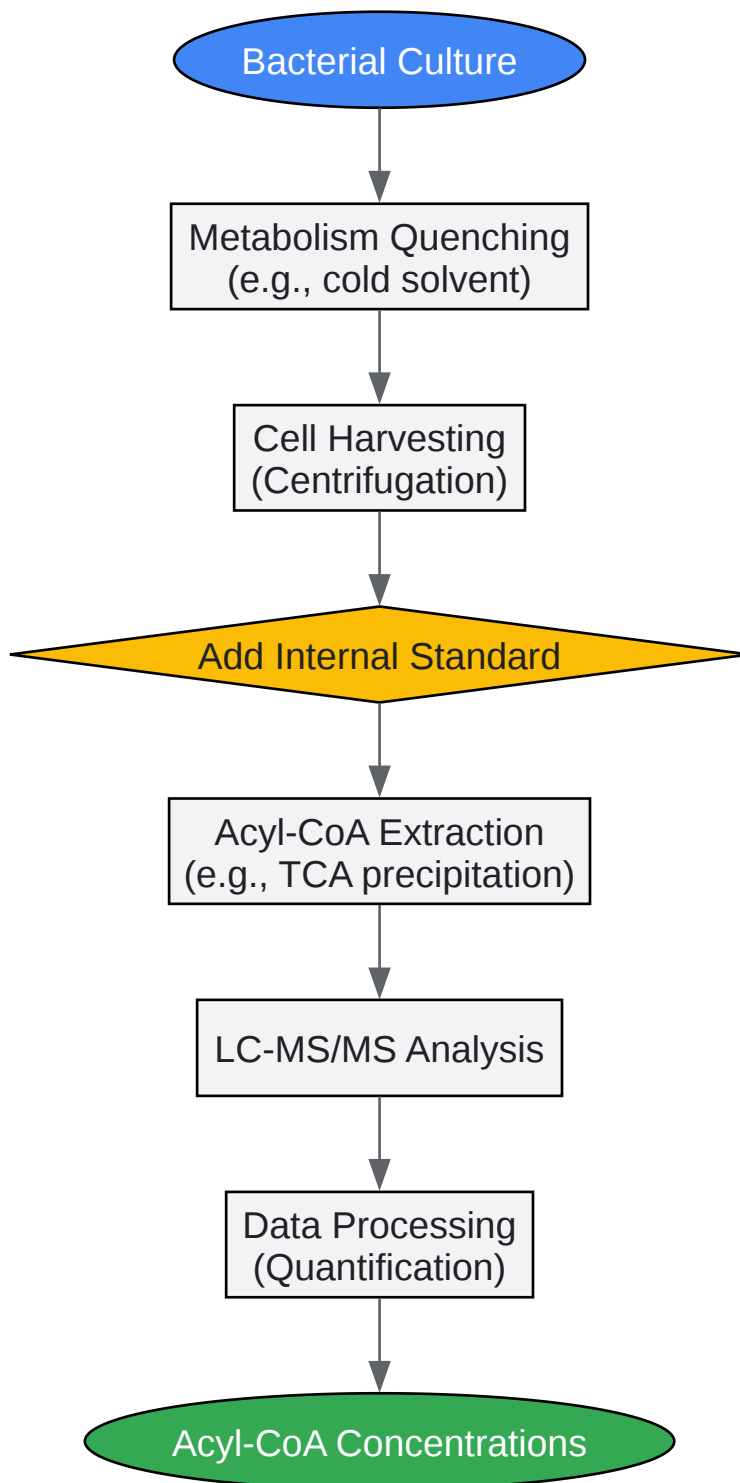 Bacterial Culture
Metabolism Quenching
(e.g., cold solvent)
Cell Harvesting
(Centrifugation)
Add Internal Standard
Acyl-CoA Extraction
(e.g., TCA precipitation)
LC-MS/MS Analysis
Data Processing
(Quantification)
Acyl-CoA Concentrations